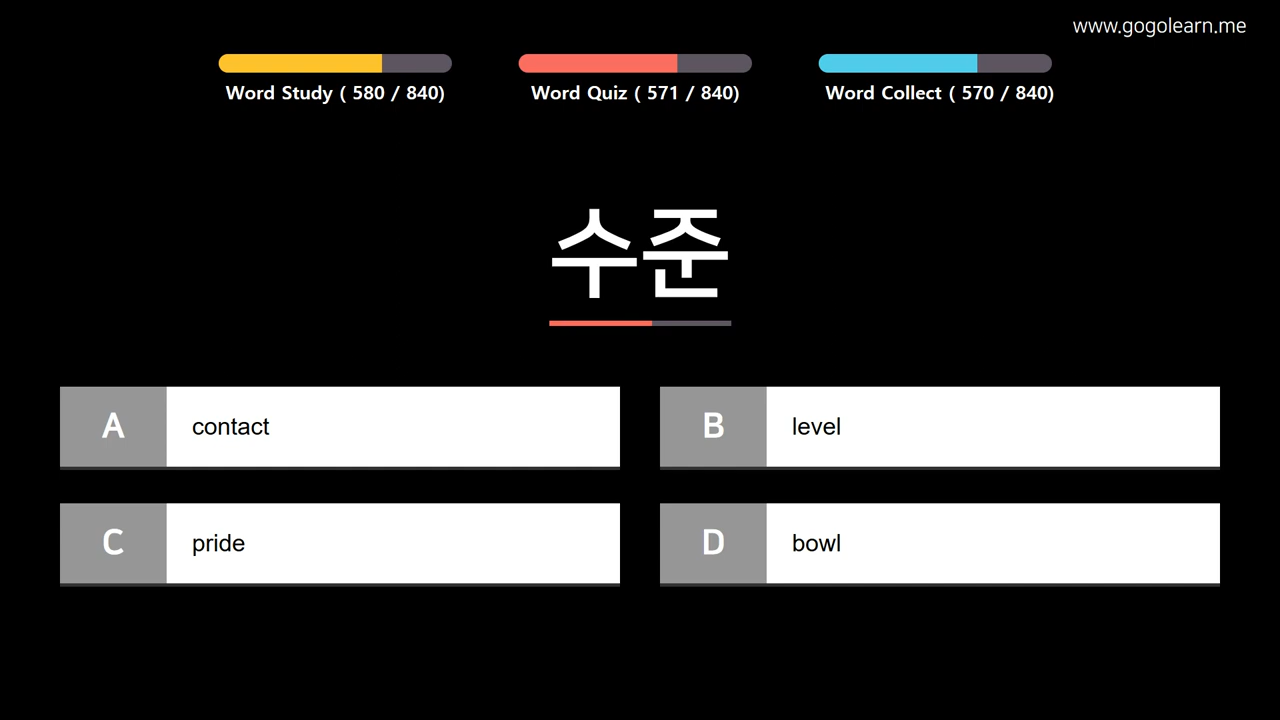 www.gogolearn.me
Word Study ( 580 / 840)
Word Quiz ( 571 / 840)
Word Collect ( 570 / 840)
수준
A contact
B level
C pride
D bowl